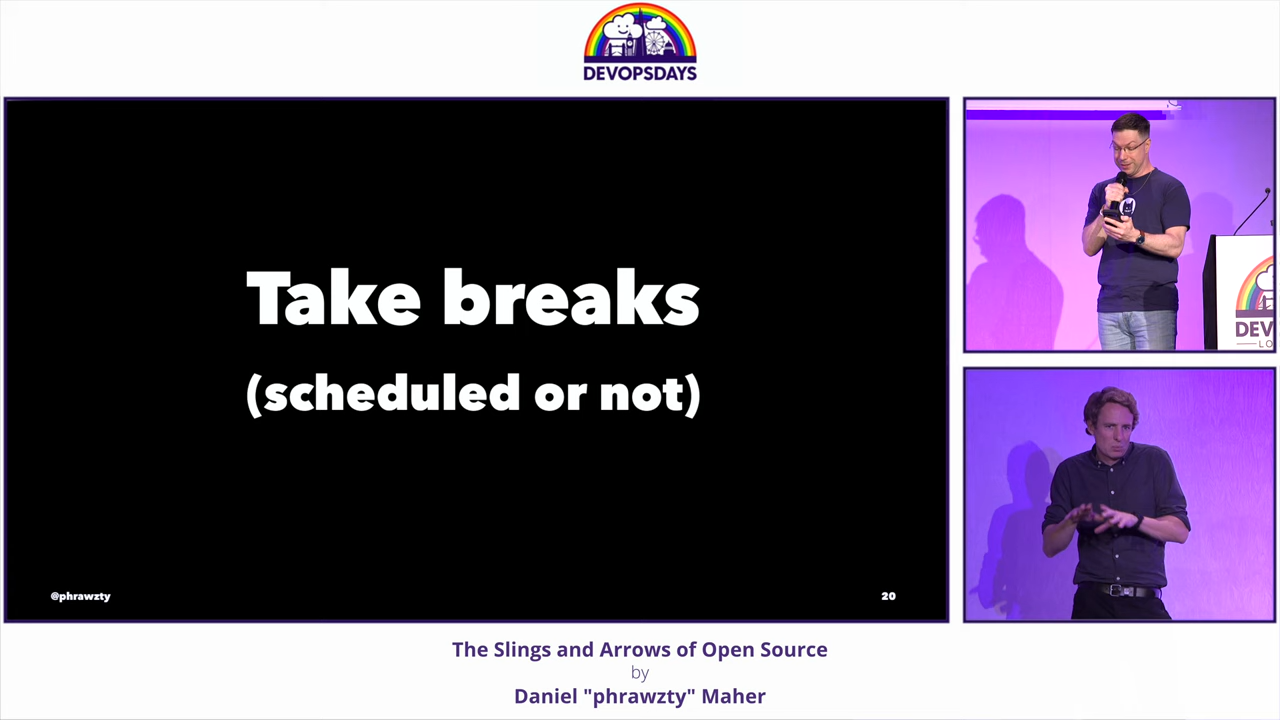 DEVOPSDAYS
Take breaks
(scheduled or not)
@phrawzty
20
The Slings and Arrows of Open Source
by
Daniel "phrawzty" Maher